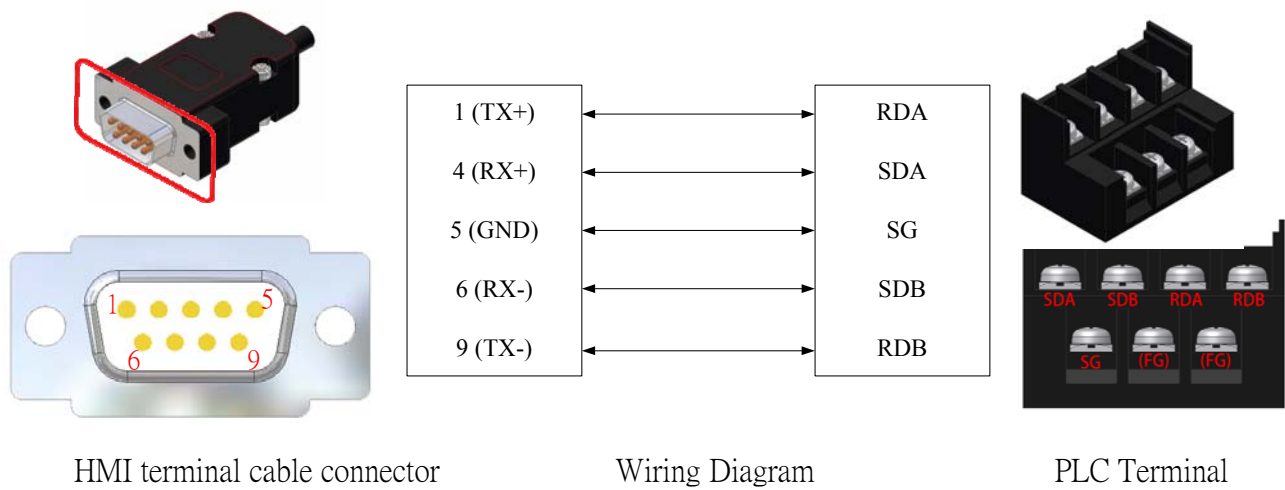 1 (TX+) RDA
4 (RX+) SDA
5 (GND) SG
6 (RX-) SDB
9 (TX-) RDB
1 5
6 9
SDA SDB RDA RDB
SG (FG) (FG)
HMI terminal cable connector
Wiring Diagram
PLC Terminal